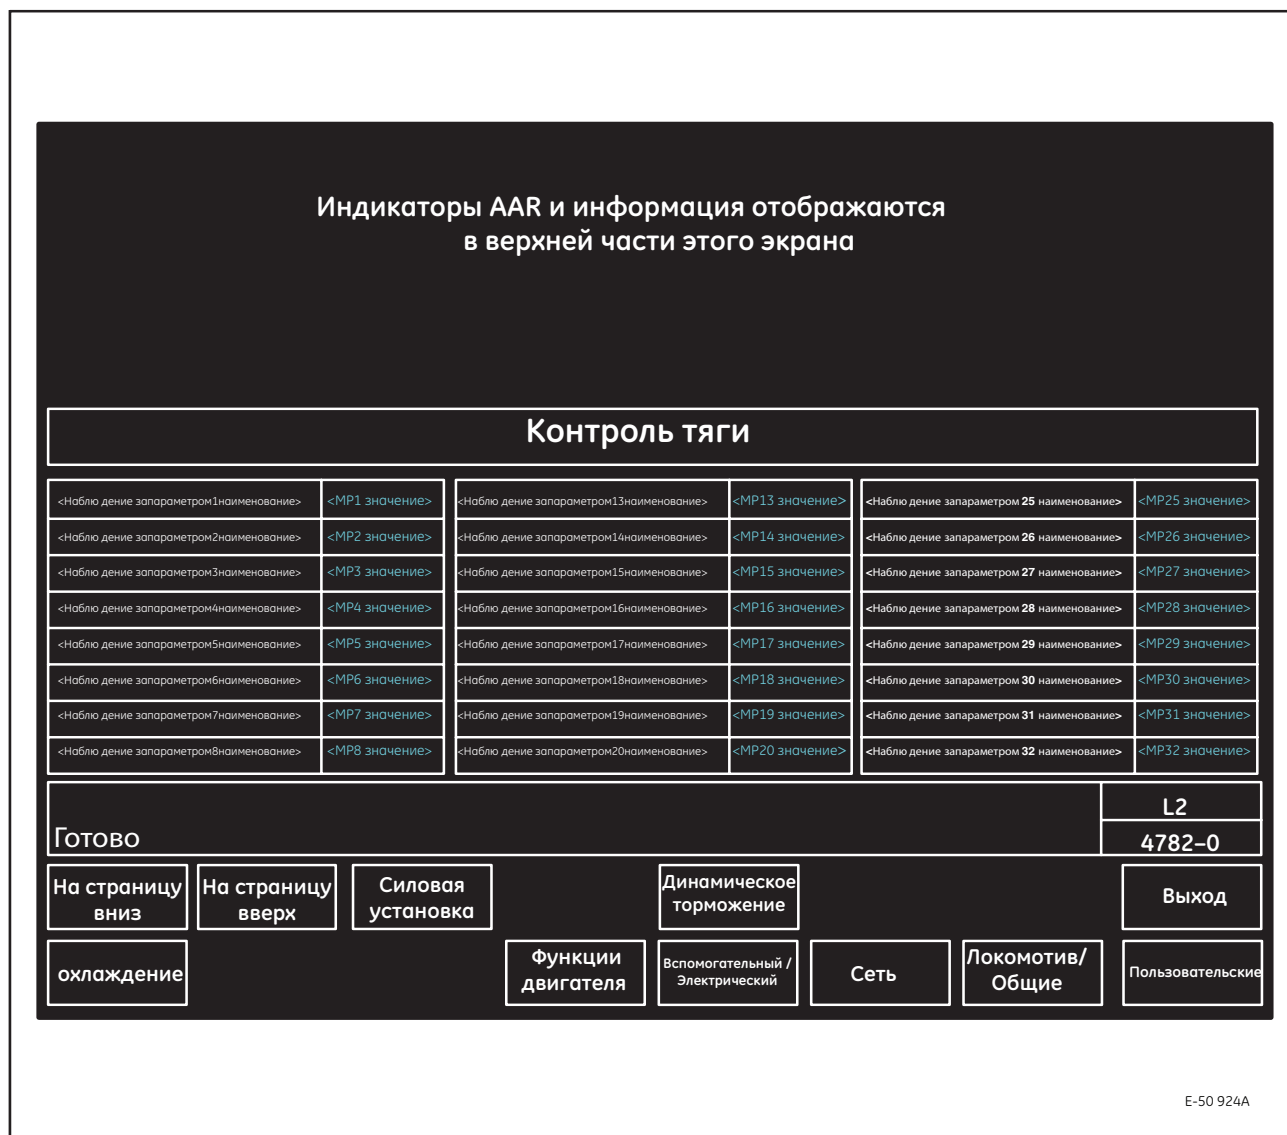 Индикаторы AAR и информация отображаются
в верхней части этого экрана
Контроль тяги
<Наблю дение запараметром1наименование> <MP1 значение> <Наблю дение запараметром13наименование> <MP13 значение> <Наблю дение запараметром 25 наименование> <MP25 значение>
<Наблю дение запараметром2наименование> <MP2 значение> <Наблю дение запараметром14наименование> <MP14 значение> <Наблю дение запараметром 26 наименование> <MP26 значение>
<Наблю дение запараметром3наименование> <MP3 значение> <Наблю дение запараметром15наименование> <MP15 значение> <Наблю дение запараметром 27 наименование> <MP27 значение>
<Наблю дение запараметром4наименование> <MP4 значение> <Наблю дение запараметром16наименование> <MP16 значение> <Наблю дение запараметром 28 наименование> <MP28 значение>
<Наблю дение запараметром5наименование> <MP5 значение> <Наблю дение запараметром17наименование> <MP17 значение> <Наблю дение запараметром 29 наименование> <MP29 значение>
<Наблю дение запараметром6наименование> <MP6 значение> <Наблю дение запараметром18наименование> <MP18 значение> <Наблю дение запараметром 30 наименование> <MP30 значение>
<Наблю дение запараметром7наименование> <MP7 значение> <Наблю дение запараметром19наименование> <MP19 значение> <Наблю дение запараметром 31 наименование> <MP31 значение>
<Наблю дение запараметром8наименование> <MP8 значение> <Наблю дение запараметром20наименование> <MP20 значение> <Наблю дение запараметром 32 наименование> <MP32 значение>
L2
Готово
4782–0
На страницу
вниз
На страницу
вверх
Силовая
установка
Динамическое
торможение
Выход
охлаждение
Функции
двигателя
Вспомогательный /
Электрический
Сеть
Локомотив/
Общие
Пользовательские
E-50 924A